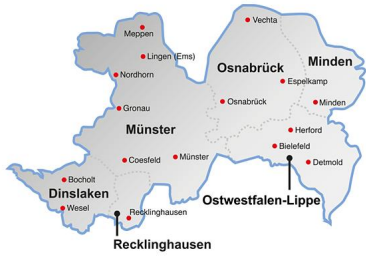 Vechta
Meppen
Lingen (Ems)
Minden
Osnabrück
Nordhorn
Espelkamp
Osnabrück
Minden
Gronau
Münster
Herford
Bielefeld
Coesfeld
Münster
Detmold
Bocholt
Dinslaken
Ostwestfalen-Lippe
Wesel
Recklinghausen
Recklinghausen